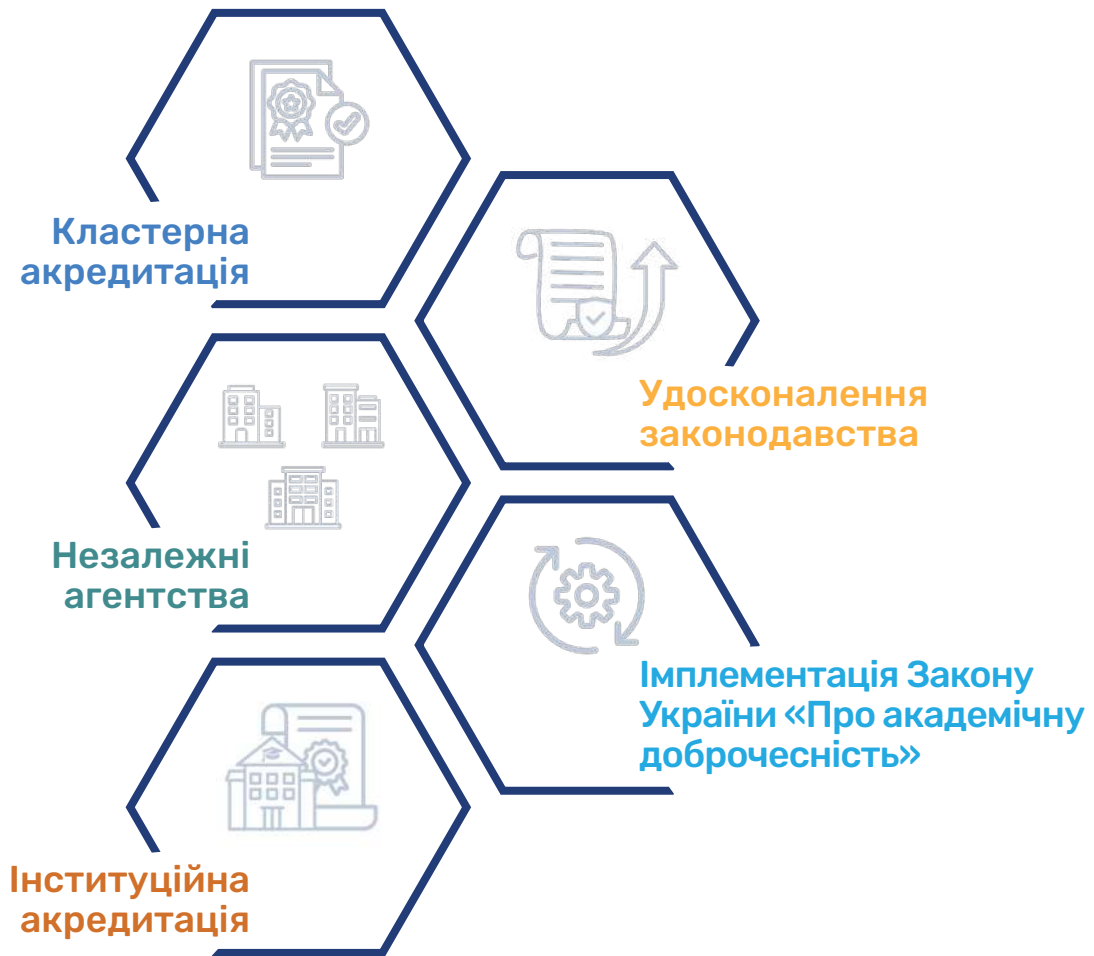 Кластерна
акредитація
Удосконалення
законодавства
Незалежні
агентства
Імплементація Закону
України «Про академічну
доброчесність»
Інституційна
акредитація